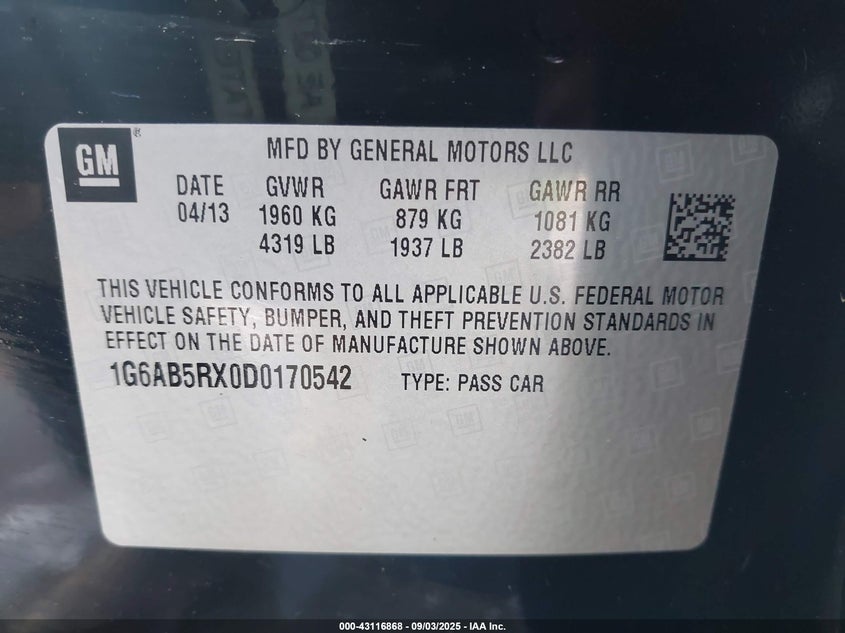 GM
MFD BY GENERAL MOTORS LLC
DATE GVWR GAWR FRT GAWR RR
04/13 1960 KG 879 KG 1081 KG
4319 LB 1937 LB 2382 LB
THIS VEHICLE CONFORMS TO ALL APPLICABLE U.S. FEDERAL MOTOR
VEHICLE SAFETY, BUMPER, AND THEFT PREVENTION STANDARDS IN
EFFECT ON THE DATE OF MANUFACTURE SHOWN ABOVE.
1G6AB5RX0D0170542 TYPE: PASS CAR
000-43116868 - 09/03/2025 - IAA Inc.